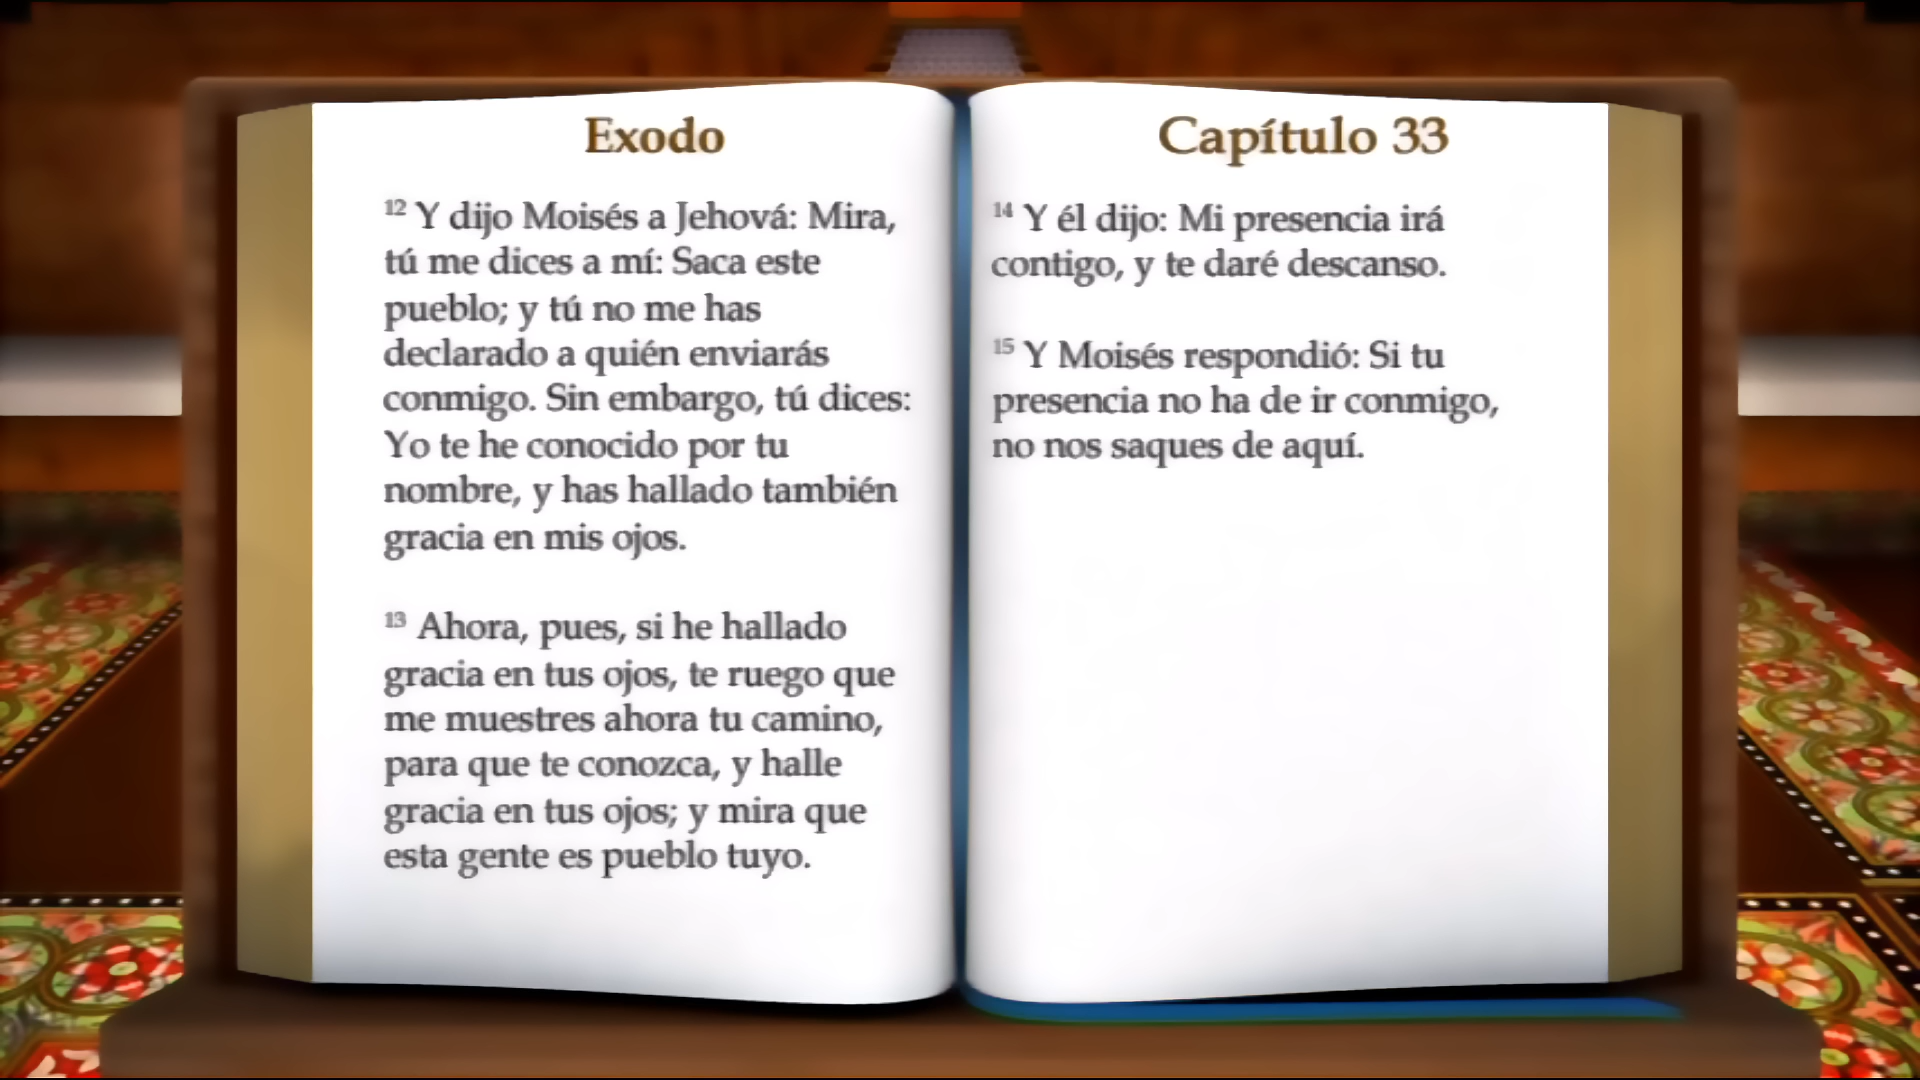 Exodo
12 Y dijo Moisés a Jehová: Mira,
tú me dices a mí: Saca este
pueblo; y tú no me has
declarado a quién enviarás
conmigo. Sin embargo, tú dices:
Yo te he conocido por tu
nombre, y has hallado también
gracia en mis ojos.
13 Ahora, pues, si he hallado
gracia en tus ojos, te ruego que
me muestres ahora tu camino,
para que te conozca, y halle
gracia en tus ojos; y mira que
esta gente es pueblo tuyo.
Capítulo 33
14 Y él dijo: Mi presencia irá
contigo, y te daré descanso.
15 Y Moisés respondió: Si tu
presencia no ha de ir conmigo,
no nos saques de aquí.